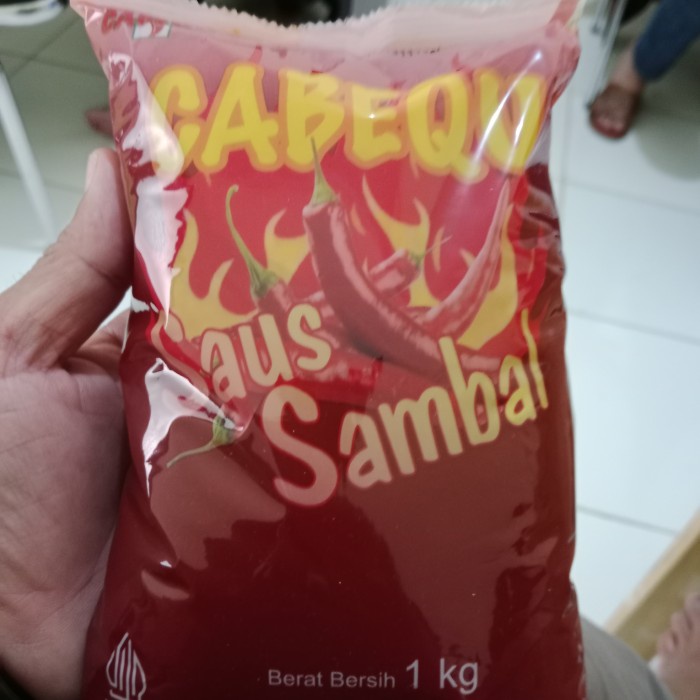 CABEQU
Saus
Sambal
Berat Bersih 1 kg